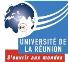 UNIVERSITÉ DE
LA RÉUNION
S'ouvrir aux mondes